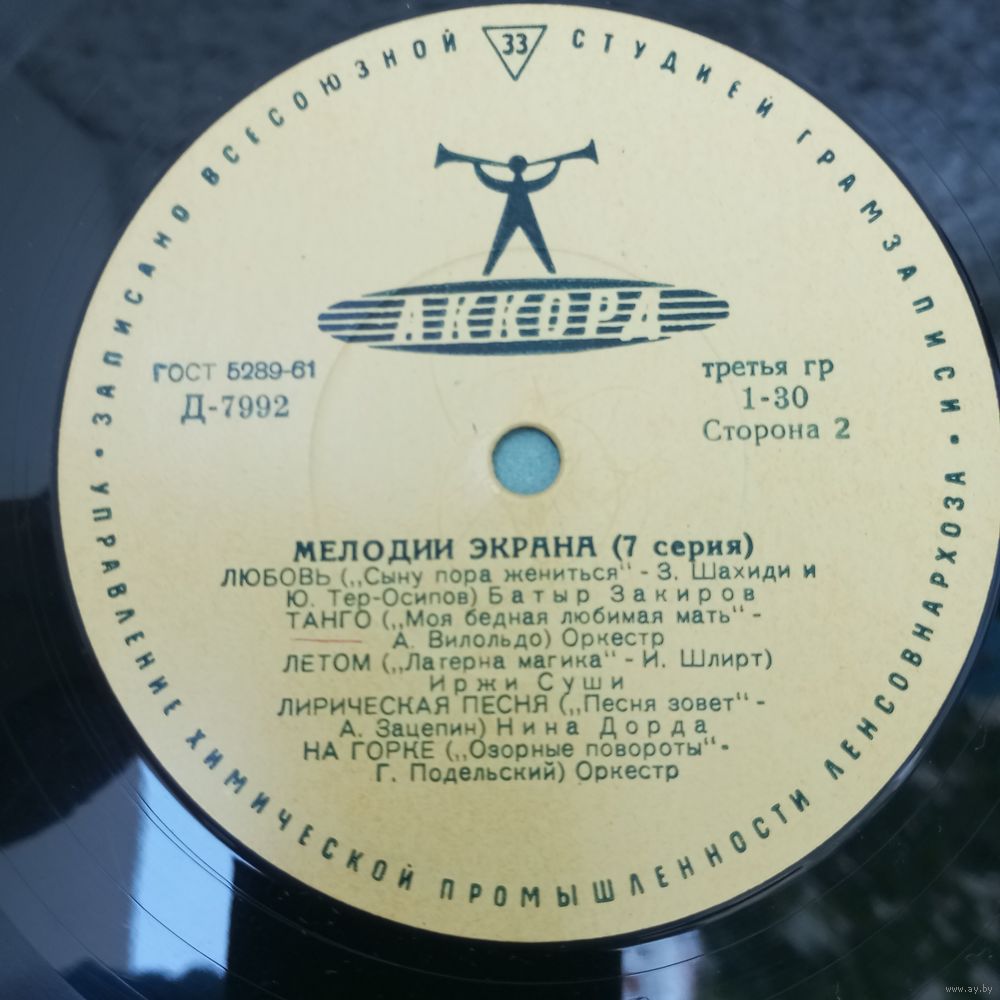 ЗАПИСАНО ВСЕСОЮЗНОЙ СТУДИЕЙ ГРАМЗАПИСИ
33
АККОРД
ГОСТ 5289-61
Д-7992
третья гр
1-30
Сторона 2
МЕЛОДИИ ЭКРАНА (7 серия)
ЛЮБОВЬ („Сыну пора жениться" - З. Шахиди и
Ю. Тер-Осипов) Батыр Закиров
ТАНГО („Моя бедная любимая мать" -
А. Вилольдо) Оркестр
ЛЕТОМ („Латерна магика" - И. Шлирт)
Иржи Суши
ЛИРИЧЕСКАЯ ПЕСНЯ („Песня зовет" -
А. Зацепин) Нина Дорда
НА ГОРКЕ („Озорные повороты" -
Г. Подельский) Оркестр
• УПРАВЛЕНИЕ ХИМИЧЕСКОЙ ПРОМЫШЛЕННОСТИ ЛЕНСОВНАРХОЗА •
www.ay.by